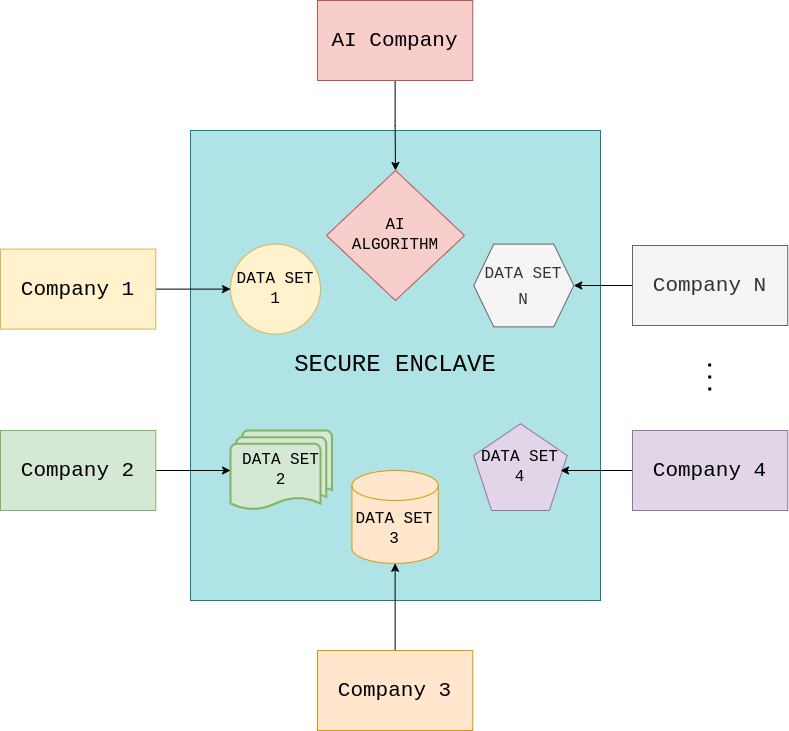 AI Company
AI
ALGORITHM
Company 1
DATA SET
1
DATA SET
N
Company N
SECURE ENCLAVE
Company 2
DATA SET
2
DATA SET
3
DATA SET
4
Company 4
Company 3